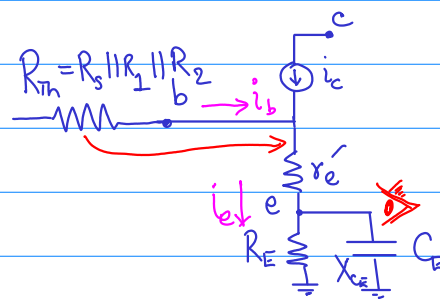 c
R_Th = R_s || R_1 || R_2
b
i_b
i_c
r_e′
e
i_e
R_E
X_CE
C_E